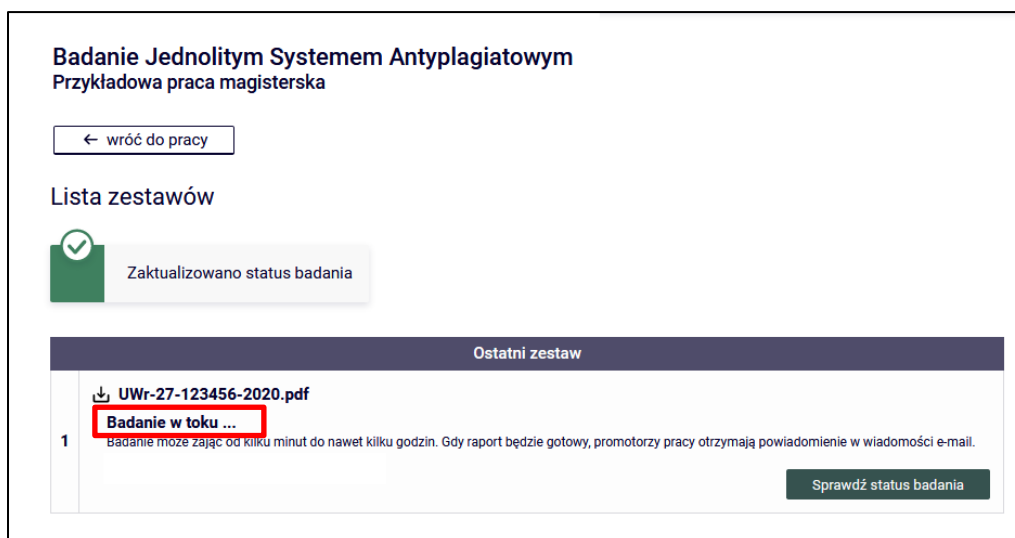 Badanie Jednolitym Systemem Antyplagiatowym
Przykładowa praca magisterska
← wróć do pracy
Lista zestawów
Zaktualizowano status badania
Ostatni zestaw
UWr-27-123456-2020.pdf
Badanie w toku ...
1
Badanie może zająć od kilku minut do nawet kilku godzin. Gdy raport będzie gotowy, promotorzy pracy otrzymają powiadomienie w wiadomości e-mail.
Sprawdź status badania